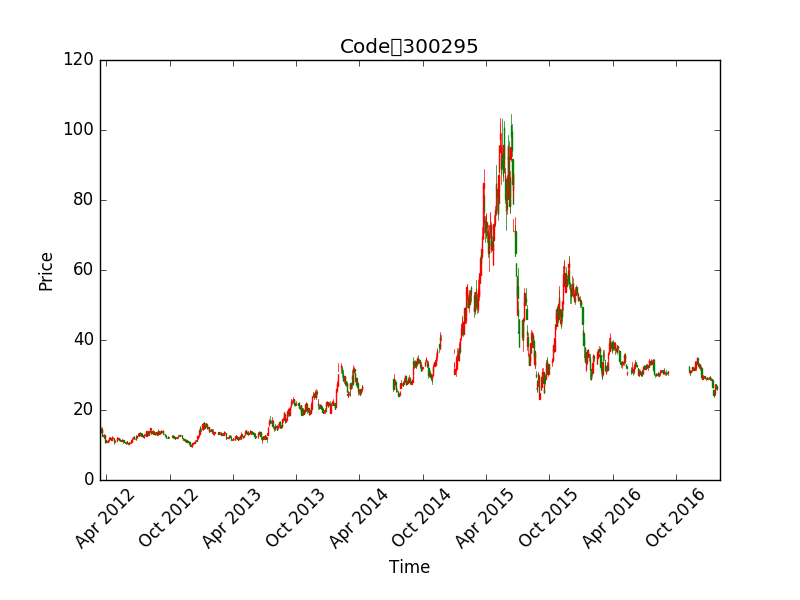 Code▯300295
120
100
80
60
40
20
0
Price
Apr 2012
Oct 2012
Apr 2013
Oct 2013
Apr 2014
Oct 2014
Apr 2015
Oct 2015
Apr 2016
Oct 2016
Time